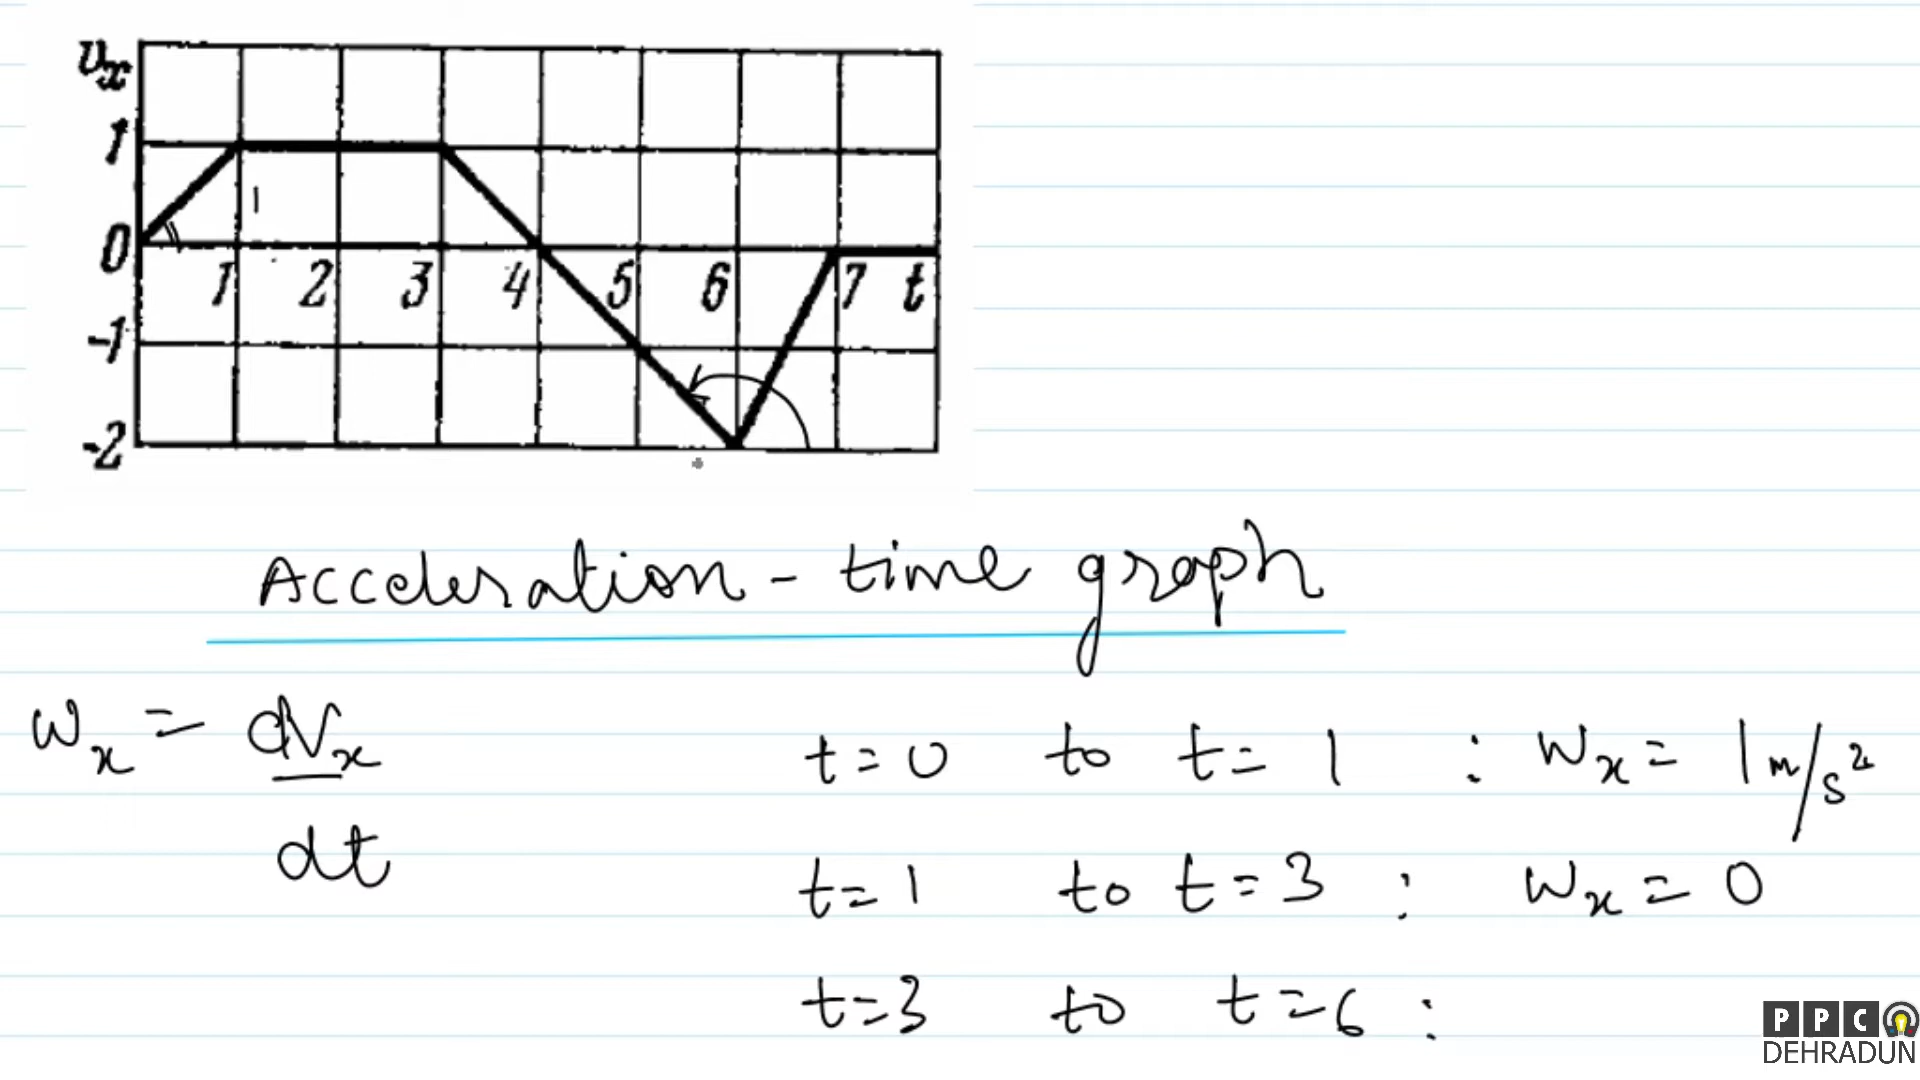 vx
1
0
1 2 3 4 5 6 7 t
-1
-2
Acceleration - time graph
wx = dVx
dt
t=0 to t= 1 : wx = 1 m/s²
t=1 to t=3 : wx = 0
t=3 to t=6 :
PPC
DEHRADUN